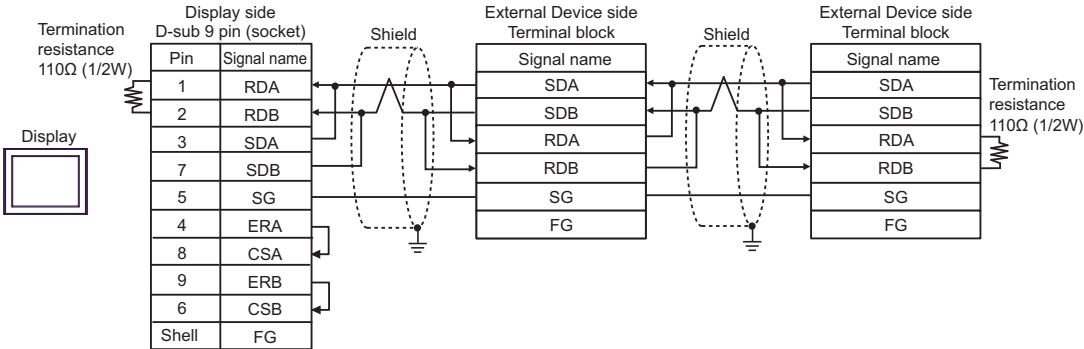 Display side
D-sub 9 pin (socket)
Termination
resistance
110Ω (1/2W)
Pin Signal name
1 RDA
2 RDB
3 SDA
7 SDB
5 SG
4 ERA
8 CSA
9 ERB
6 CSB
Shell FG
Display
Shield
External Device side
Terminal block
Signal name
SDA
SDB
RDA
RDB
SG
FG
Shield
External Device side
Terminal block
Signal name
SDA
SDB
RDA
RDB
SG
FG
Termination
resistance
110Ω (1/2W)